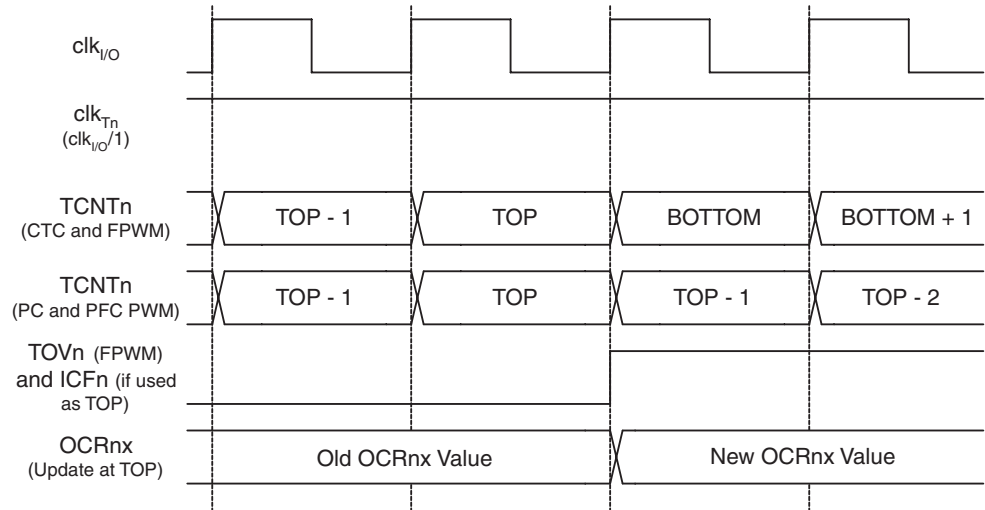 clkI/O
clkTn
(clkI/O/1)
TCNTn
(CTC and FPWM)
TOP - 1
TOP
BOTTOM
BOTTOM + 1
TCNTn
(PC and PFC PWM)
TOP - 1
TOP
TOP - 1
TOP - 2
TOVn (FPWM)
and ICFn (if used
as TOP)
OCRnx
(Update at TOP)
Old OCRnx Value
New OCRnx Value